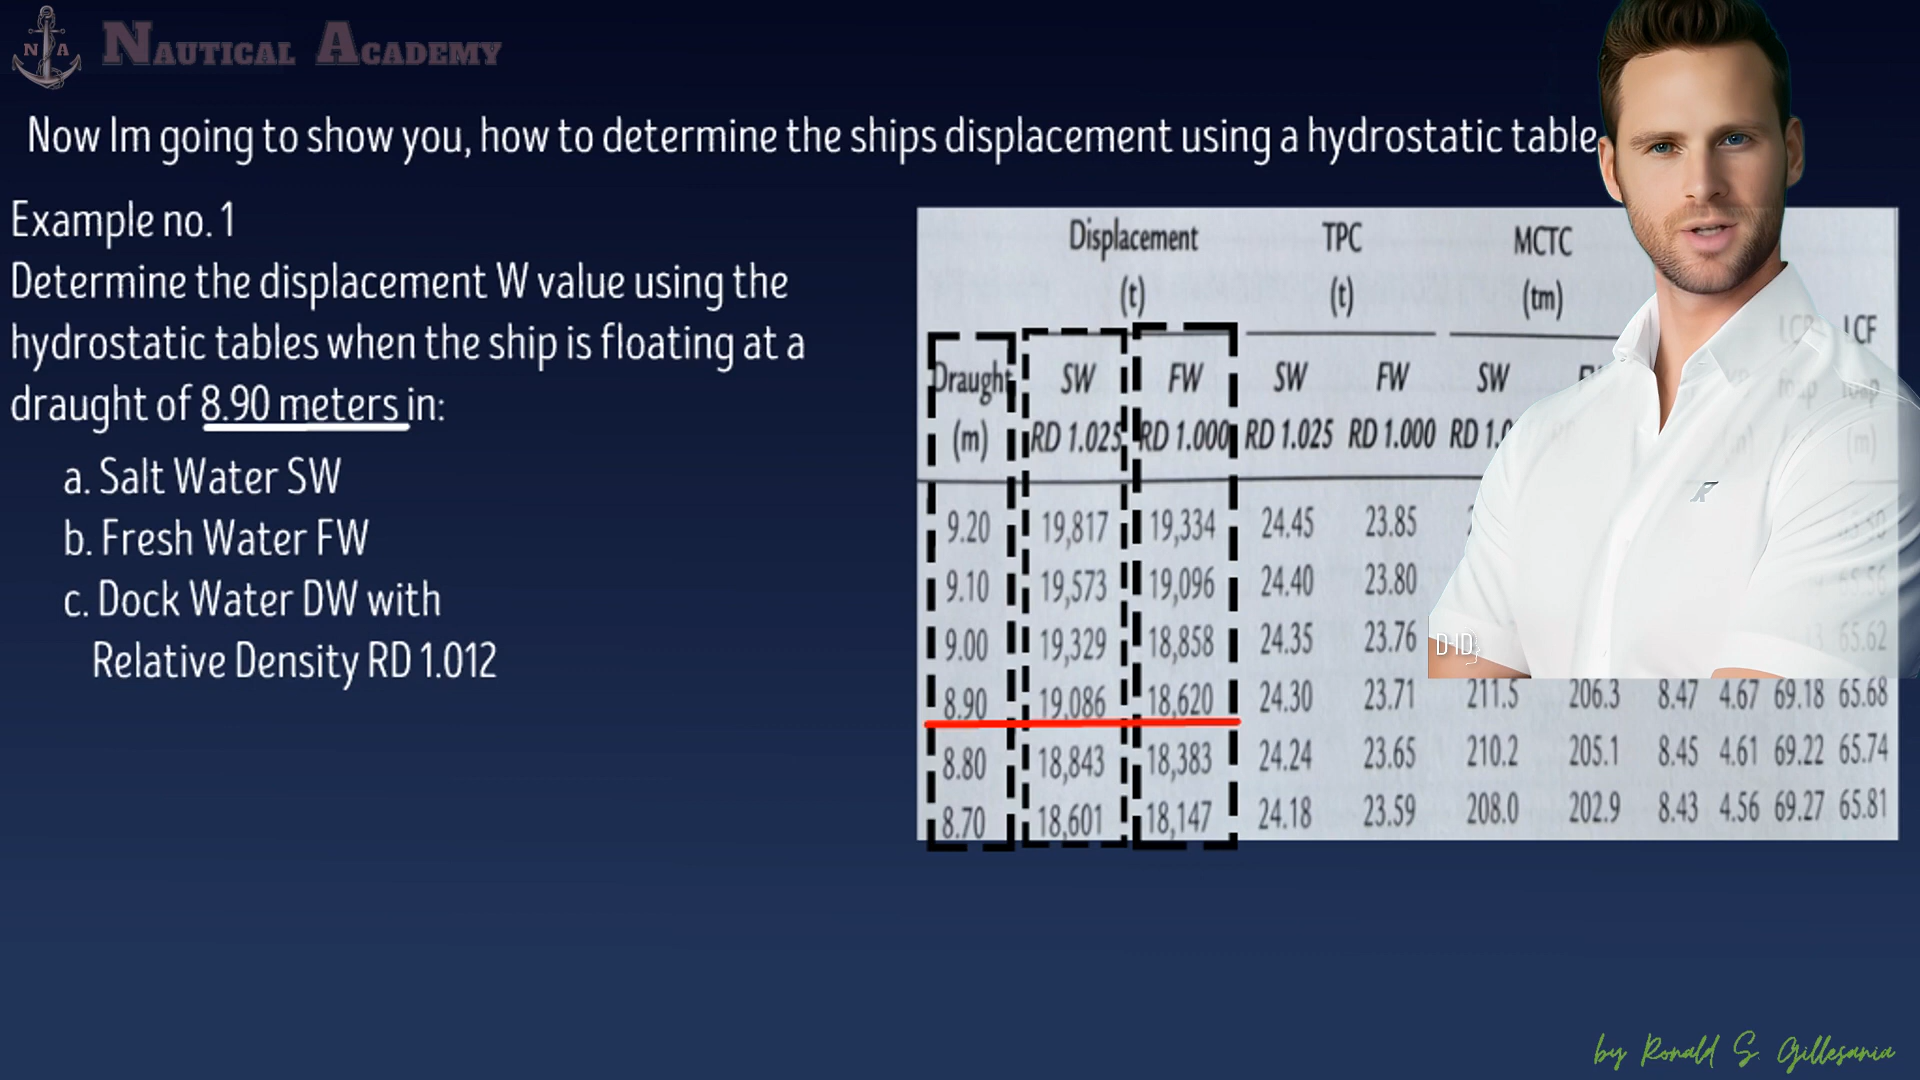 N A
NAUTICAL ACADEMY
Now Im going to show you, how to determine the ships displacement using a hydrostatic table
Example no. 1
Determine the displacement W value using the
hydrostatic tables when the ship is floating at a
draught of 8.90 meters in:
a. Salt Water SW
b. Fresh Water FW
c. Dock Water DW with
Relative Density RD 1.012
Displacement TPC MCTC
(t) (t) (tm)
LCB LCF
Draught SW FW SW FW SW
foap foap
(m) RD 1.025 RD 1.000 RD 1.025 RD 1.000 (m)
9.20 19,817 19,334 24.45 23.85
9.10 19,573 19,096 24.40 23.80 65.56
9.00 19,329 18,858 24.35 23.76 65.62
D-ID
8.90 19,086 18,620 24.30 23.71 211.5 206.3 8.47 4.67 69.18 65.68
8.80 18,843 18,383 24.24 23.65 210.2 205.1 8.45 4.61 69.22 65.74
8.70 18,601 18,147 24.18 23.59 208.0 202.9 8.43 4.56 69.27 65.81
by Ronald S. Gillesania